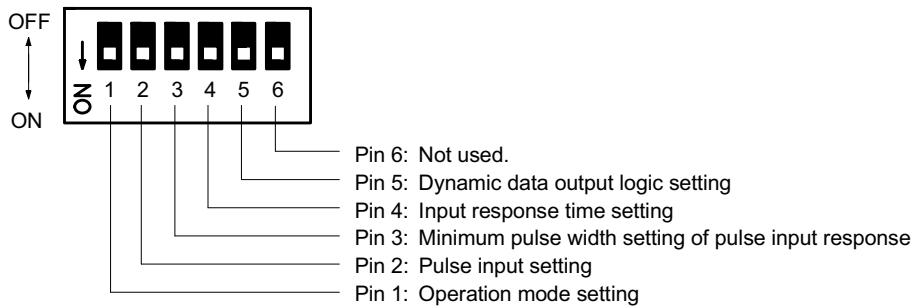 OFF
ON
ON
1 2 3 4 5 6
Pin 6: Not used.
Pin 5: Dynamic data output logic setting
Pin 4: Input response time setting
Pin 3: Minimum pulse width setting of pulse input response
Pin 2: Pulse input setting
Pin 1: Operation mode setting